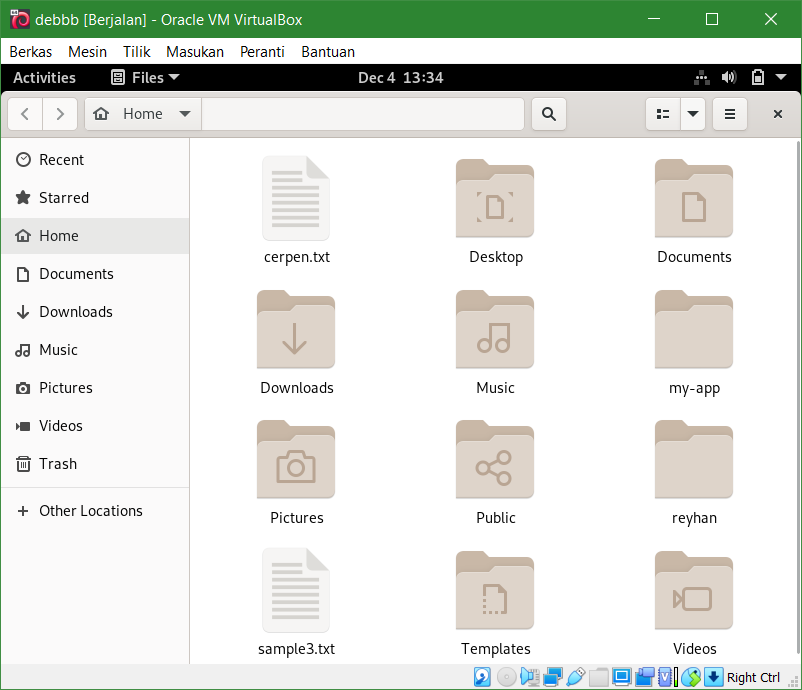 debbb [Berjalan] - Oracle VM VirtualBox
Berkas Mesin Tilik Masukan Peranti Bantuan
Activities Files Dec 4 13:34
Home
Recent
Starred
Home
Documents
Downloads
Music
Pictures
Videos
Trash
+ Other Locations
cerpen.txt Desktop Documents
Downloads Music my-app
Pictures Public reyhan
sample3.txt Templates Videos
Right Ctrl